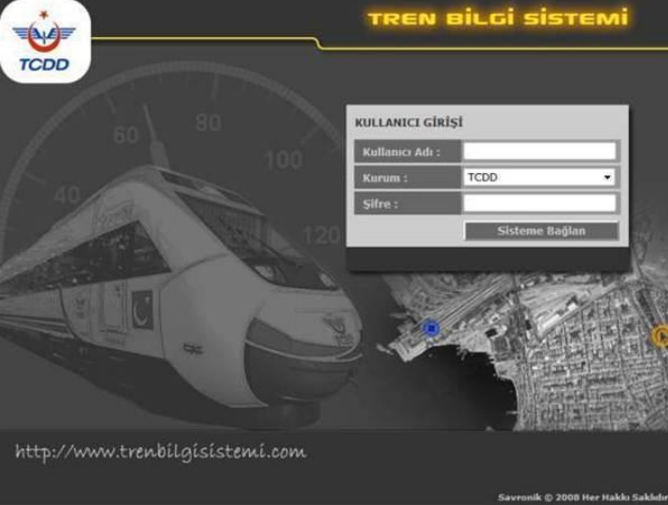 TREN BİLGİ SİSTEMİ
TCDD
KULLANICI GİRİŞİ
Kullanıcı Adı :
Kurum :
TCDD
Şifre :
Sisteme Bağlan
40
60
80
100
120
http://www.trenbilgisistemi.com
Savronik © 2008 Her Hakkı Saklıdır